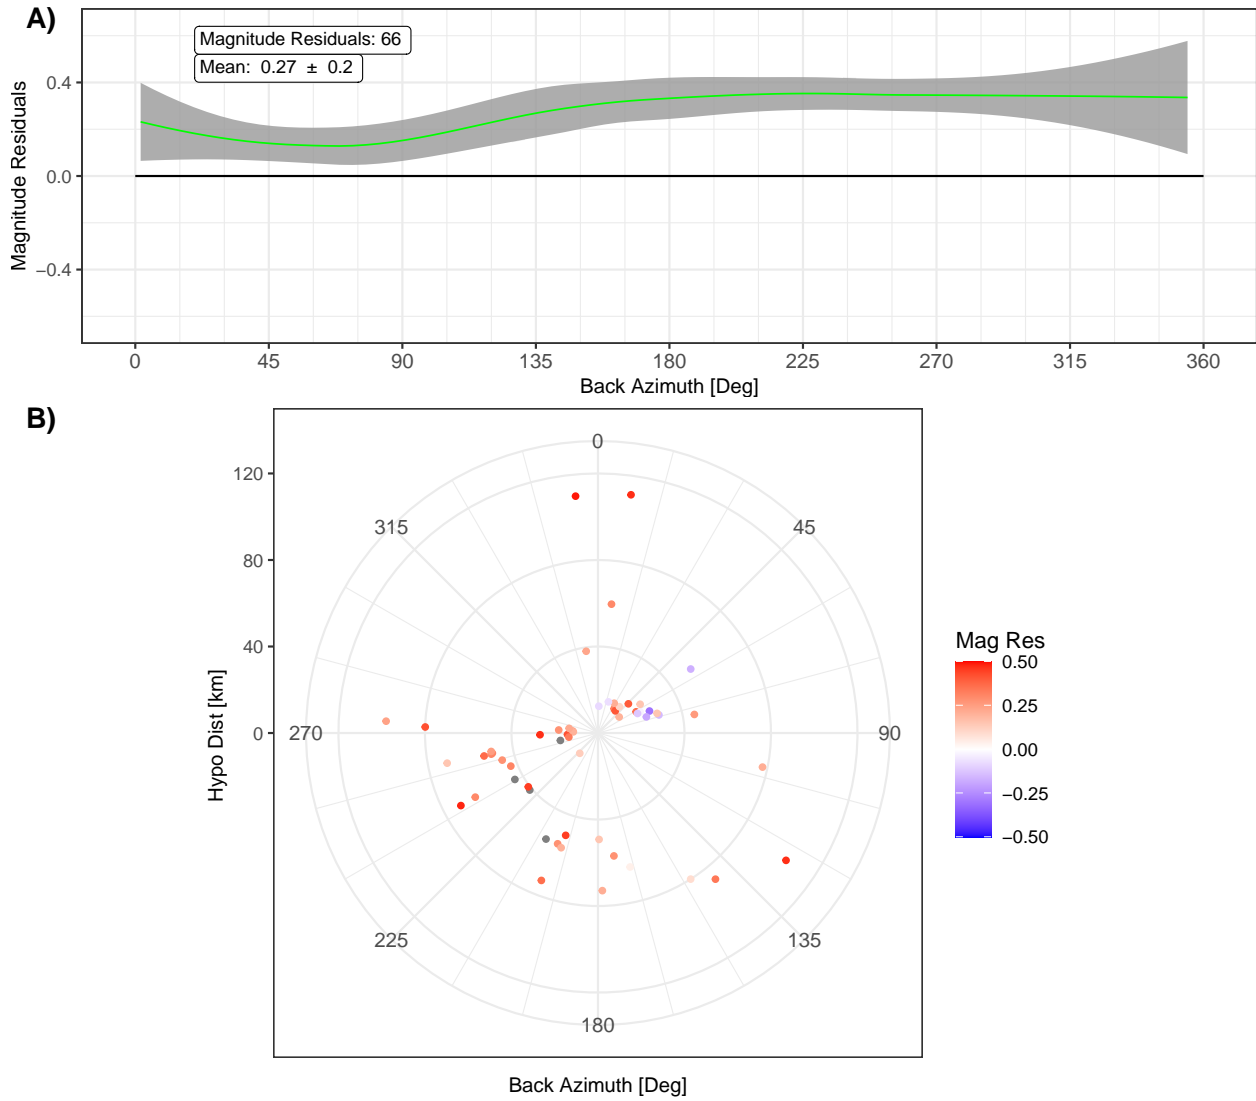 A)
Magnitude Residuals: 66
Mean:  0.27  ±  0.2
Magnitude Residuals
0.4
0.0
−0.4
0 45 90 135 180 225 270 315 360
Back Azimuth [Deg]
B)
Hypo Dist [km]
120
80
40
0
0
45
90
135
180
225
270
315
Back Azimuth [Deg]
Mag Res
0.50
0.25
0.00
−0.25
−0.50